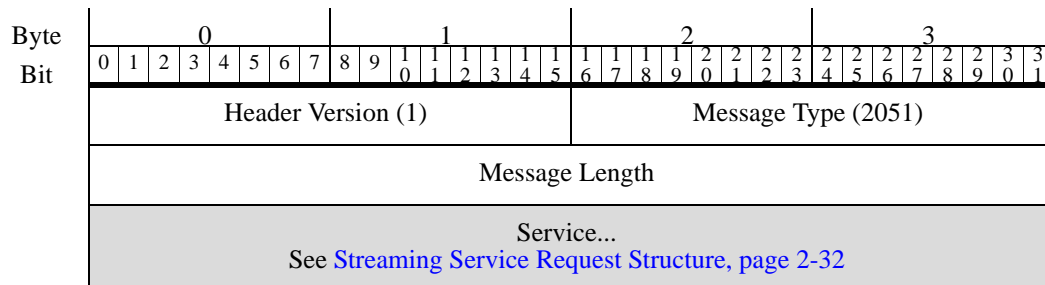 Byte 0 1 2 3
Bit 0 1 2 3 4 5 6 7 8 9 10 11 12 13 14 15 16 17 18 19 20 21 22 23 24 25 26 27 28 29 30 31
Header Version (1) Message Type (2051)
Message Length
Service...
See Streaming Service Request Structure, page 2-32